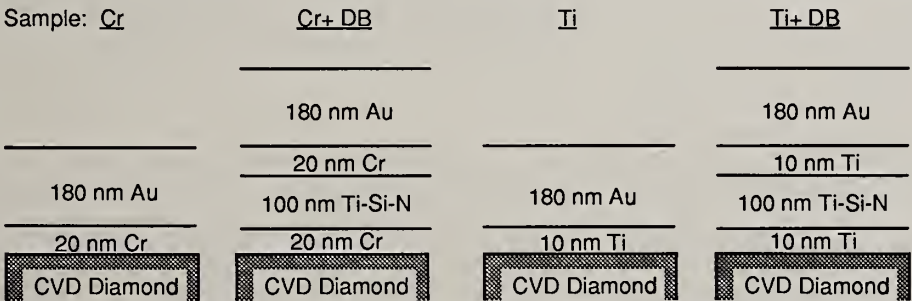 Sample: Cr Cr+ DB Ti Ti+ DB
180 nm Au 180 nm Au
20 nm Cr 10 nm Ti
180 nm Au 100 nm Ti-Si-N 180 nm Au 100 nm Ti-Si-N
20 nm Cr 20 nm Cr 10 nm Ti 10 nm Ti
CVD Diamond CVD Diamond CVD Diamond CVD Diamond